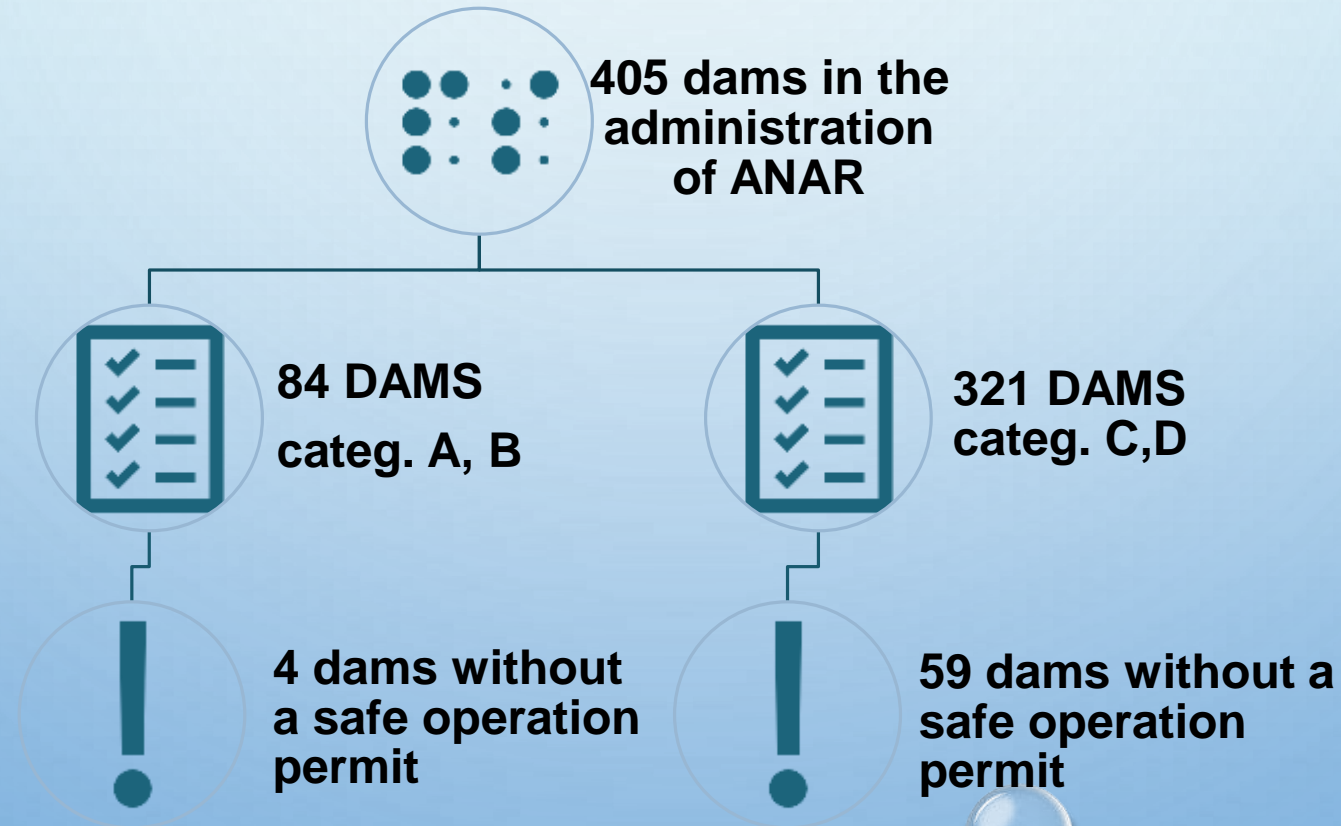 405 dams in the
administration
of ANAR
84 DAMS
categ. A, B
321 DAMS
categ. C,D
4 dams without
a safe operation
permit
59 dams without a
safe operation
permit